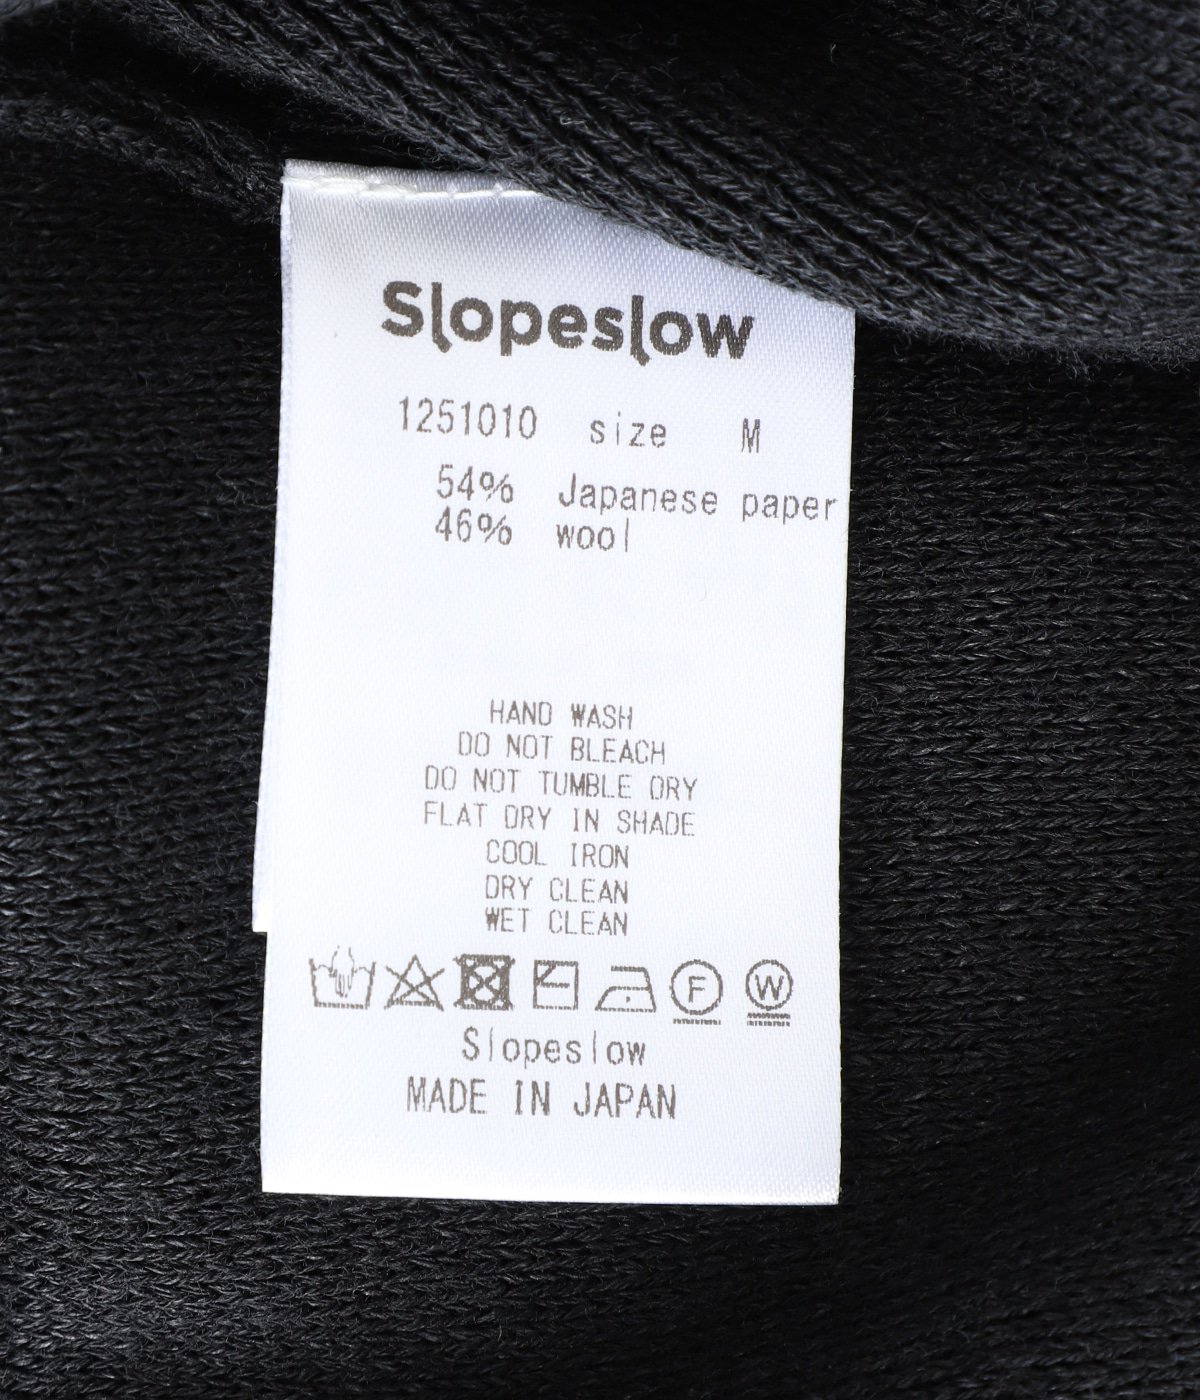 Slopeslow
1251010 size M
54% Japanese paper
46% wool
HAND WASH
DO NOT BLEACH
DO NOT TUMBLE DRY
FLAT DRY IN SHADE
COOL IRON
DRY CLEAN
WET CLEAN
F W
Slopeslow
MADE IN JAPAN